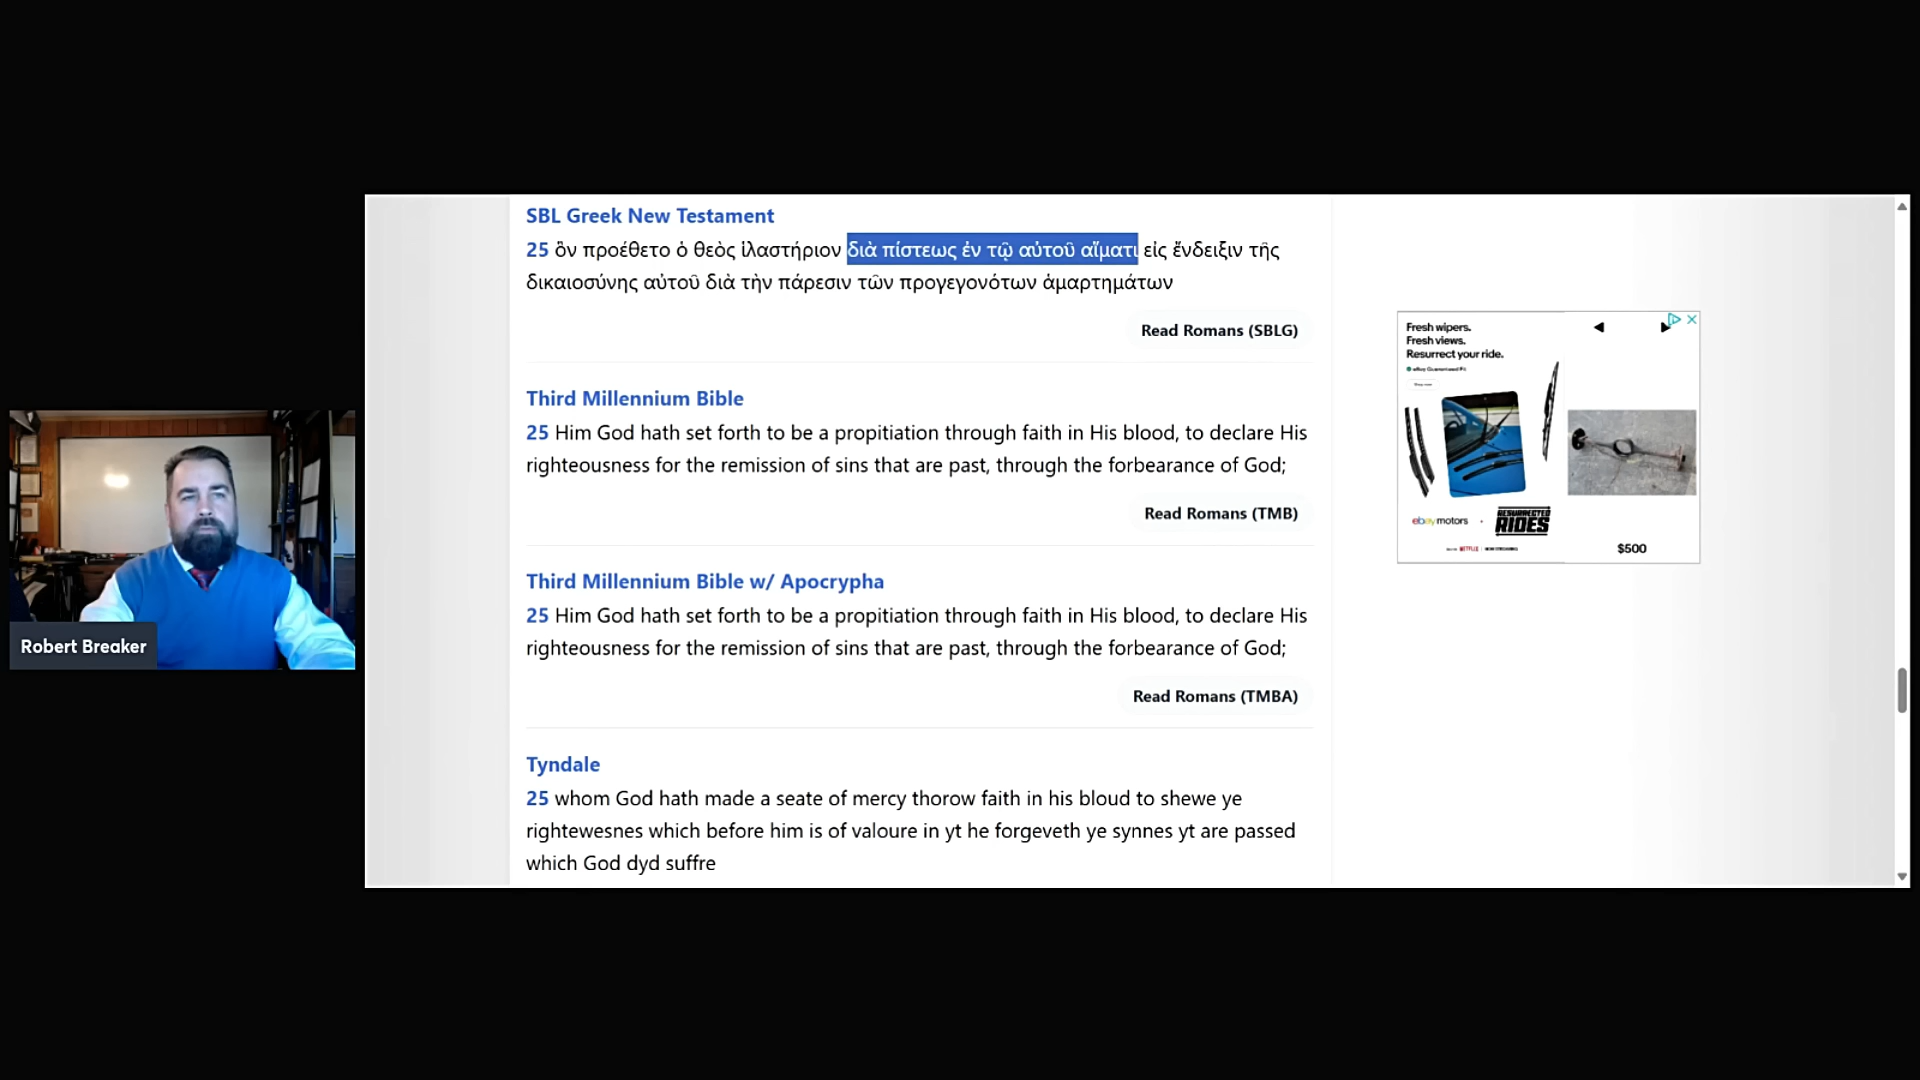 SBL Greek New Testament
25 ὃν προέθετο ὁ θεὸς ἱλαστήριον διὰ πίστεως ἐν τῷ αὐτοῦ αἵματι εἰς ἔνδειξιν τῆς
δικαιοσύνης αὐτοῦ διὰ τὴν πάρεσιν τῶν προγεγονότων ἁμαρτημάτων
Read Romans (SBLG)
Third Millennium Bible
25 Him God hath set forth to be a propitiation through faith in His blood, to declare His
righteousness for the remission of sins that are past, through the forbearance of God;
Read Romans (TMB)
Third Millennium Bible w/ Apocrypha
25 Him God hath set forth to be a propitiation through faith in His blood, to declare His
righteousness for the remission of sins that are past, through the forbearance of God;
Read Romans (TMBA)
Tyndale
25 whom God hath made a seate of mercy thorow faith in his bloud to shewe ye
rightewesnes which before him is of valoure in yt he forgeveth ye synnes yt are passed
which God dyd suffre
Fresh wipers.
Fresh views.
Resurrect your ride.
eBay Guaranteed Fit
Shop now
ebay motors
RESURRECTED
RIDES
NETFLIX
$500
Robert Breaker